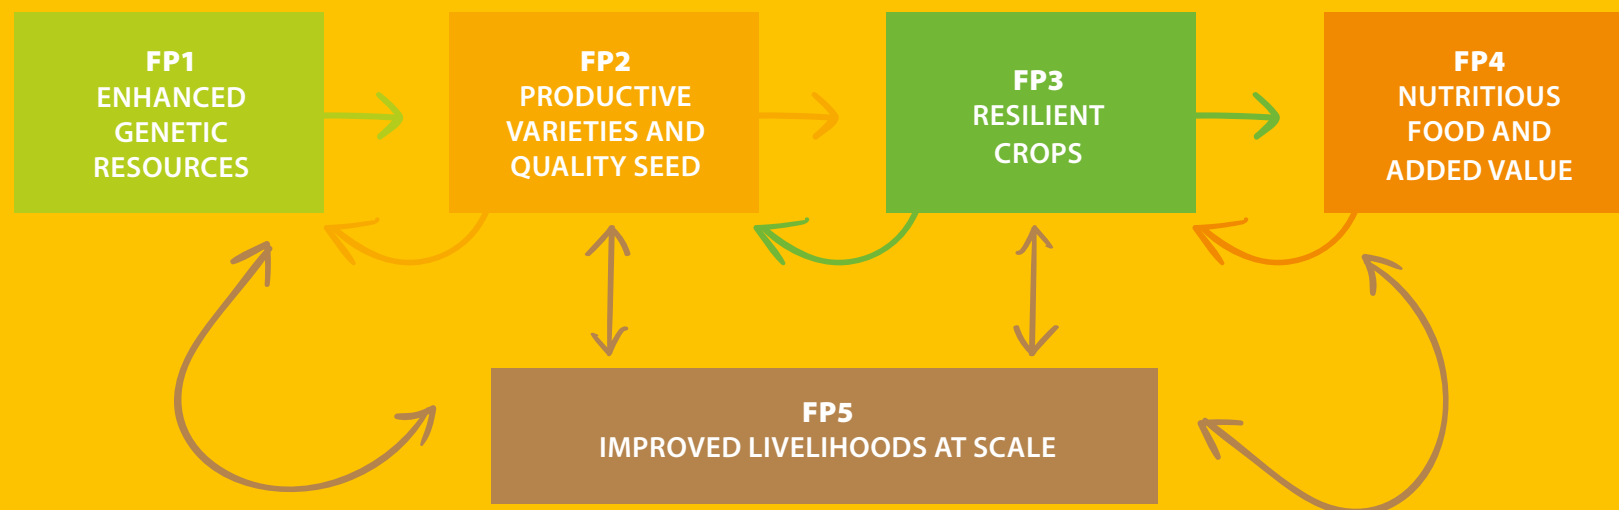 FP1
ENHANCED
GENETIC
RESOURCES
FP2
PRODUCTIVE
VARIETIES AND
QUALITY SEED
FP3
RESILIENT
CROPS
FP4
NUTRITIOUS
FOOD AND
ADDED VALUE
FP5
IMPROVED LIVELIHOODS AT SCALE